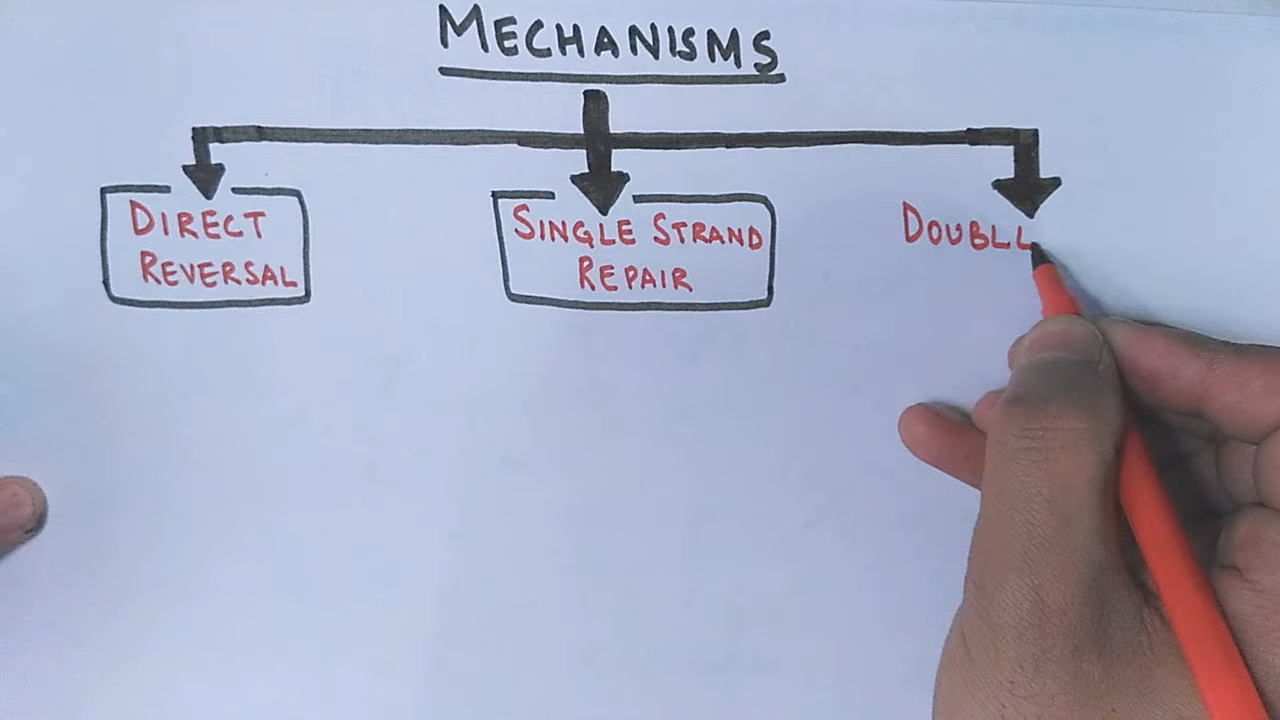 MECHANISMS
DIRECT
REVERSAL
SINGLE STRAND
REPAIR
DOUBLL